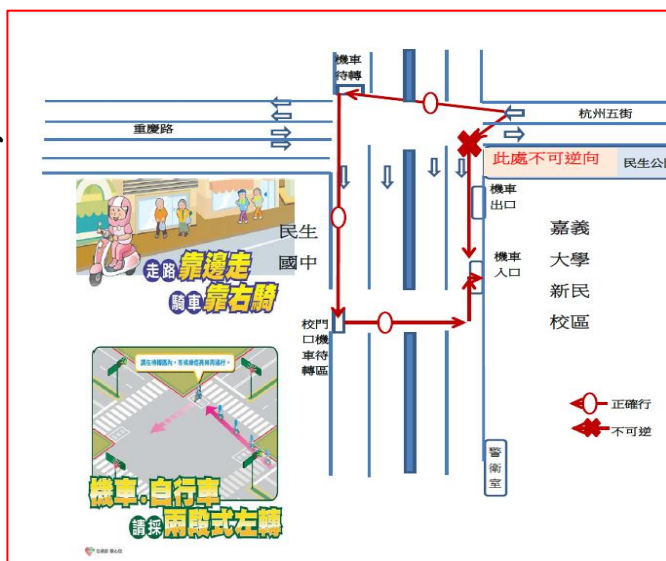 機車
待轉
重慶路
杭州五街
此處不可逆向
民生公園
機車
出口
民生
國中
嘉義
大學
新民
校區
機車
入口
走路靠邊走
騎車靠右騎
校門
口機
車待
轉區
正確行
不可逆
警
衛
室
機車.自行車
請採兩段式左轉